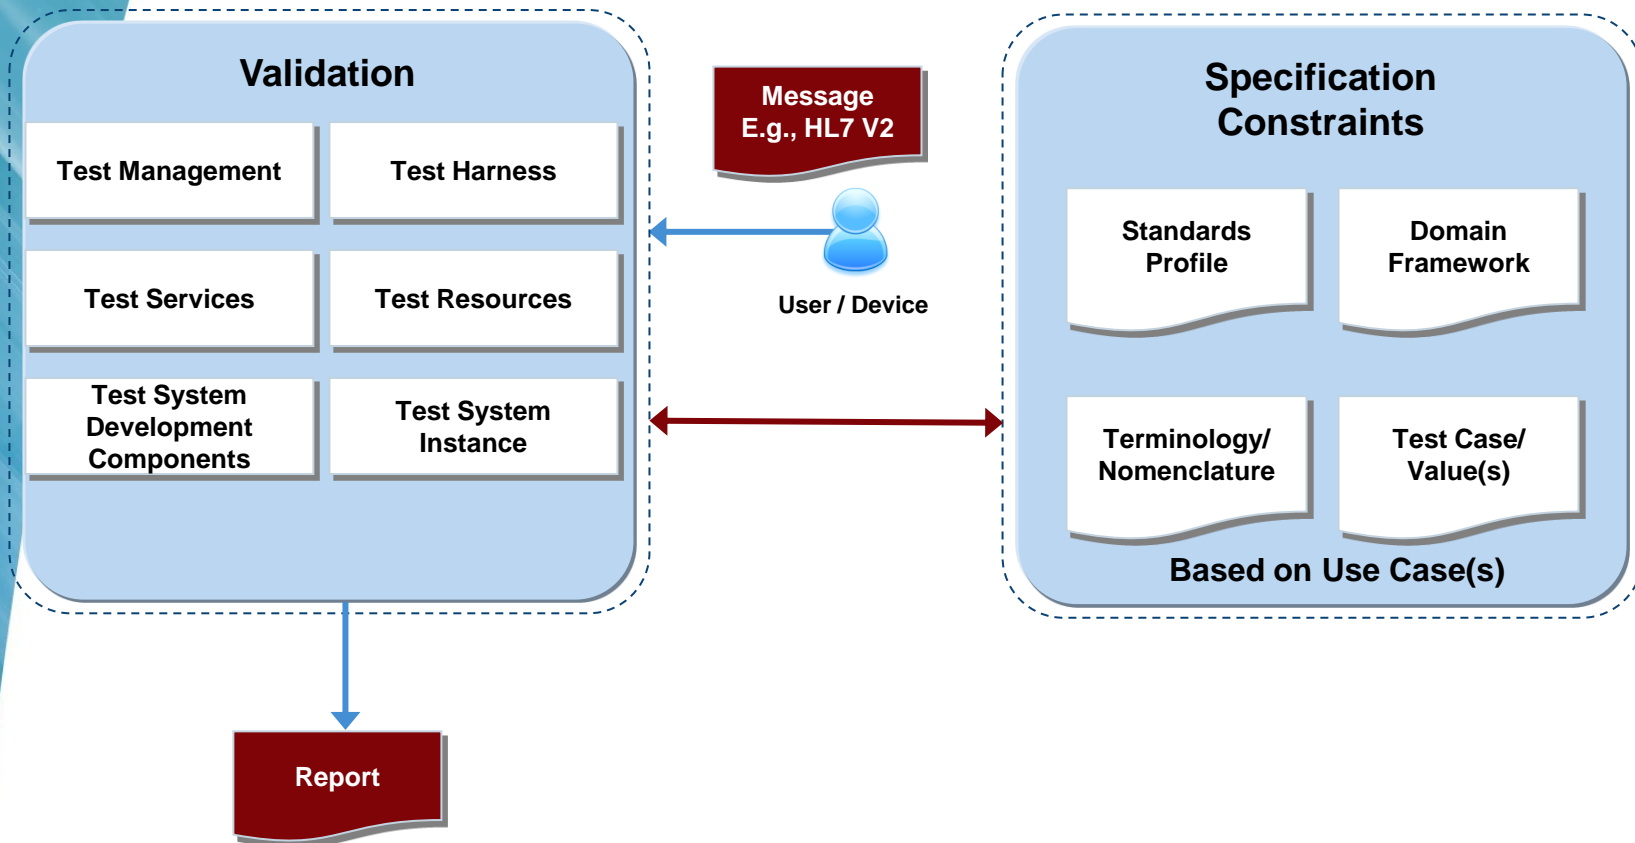 Validation
Test Management
Test Harness
Test Services
Test Resources
Test System
Development
Components
Test System
Instance
Message
E.g., HL7 V2
User / Device
Specification
Constraints
Standards
Profile
Domain
Framework
Terminology/
Nomenclature
Test Case/
Value(s)
Based on Use Case(s)
Report